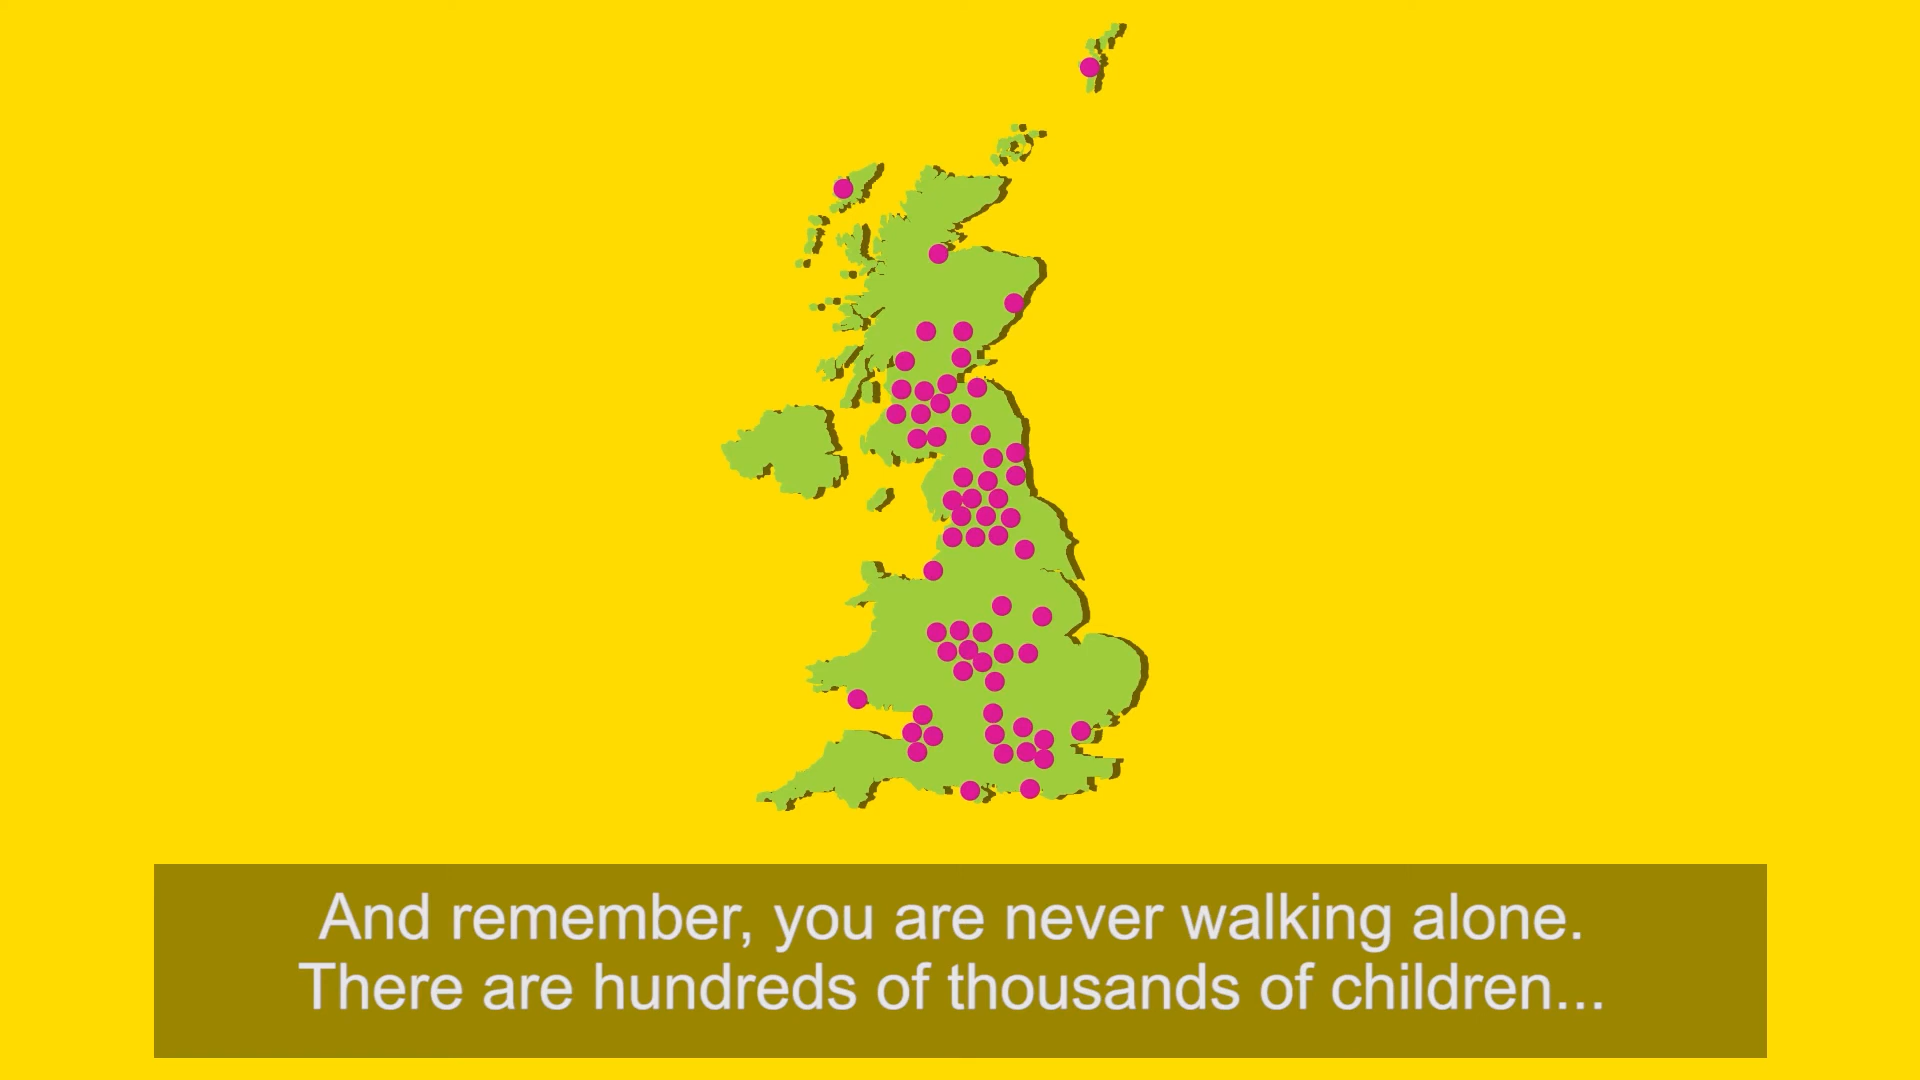 And remember, you are never walking alone.
There are hundreds of thousands of children...